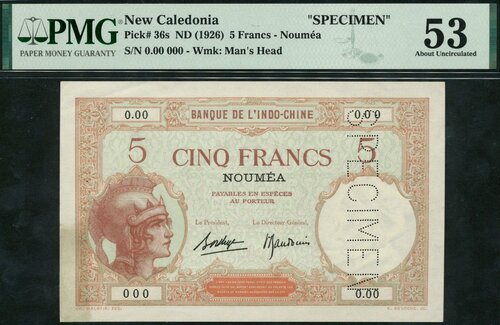 PMG
PAPER MONEY GUARANTY
New Caledonia "SPECIMEN"
Pick# 36s ND (1926) 5 Francs - Nouméa
S/N 0.00 000 - Wmk: Man's Head
53
About Uncirculated
0.00 BANQUE DE L'INDO-CHINE 0.00
5 CINQ FRANCS 5
NOUMÉA
PAYABLES EN ESPÈCES
AU PORTEUR
Le Président, Le Directeur Général,
SPECIMEN
000 0.00